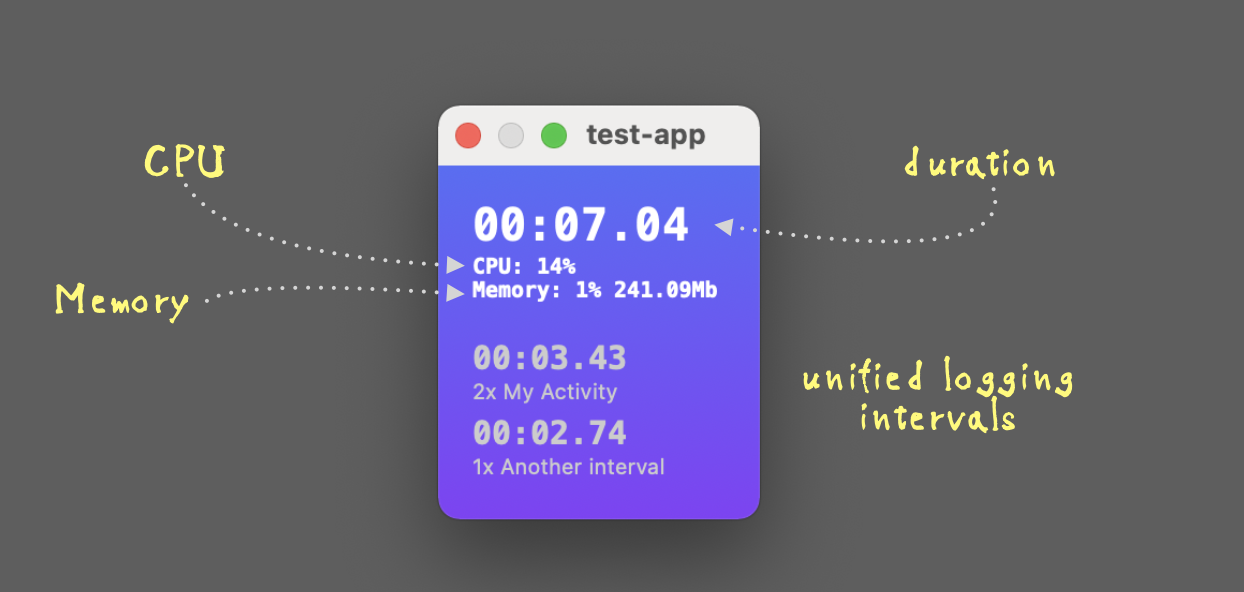 test-app
CPU
duration
00:07.04
CPU: 14%
Memory: 1% 241.09Mb
Memory
00:03.43
2x My Activity
unified logging
intervals
00:02.74
1x Another interval